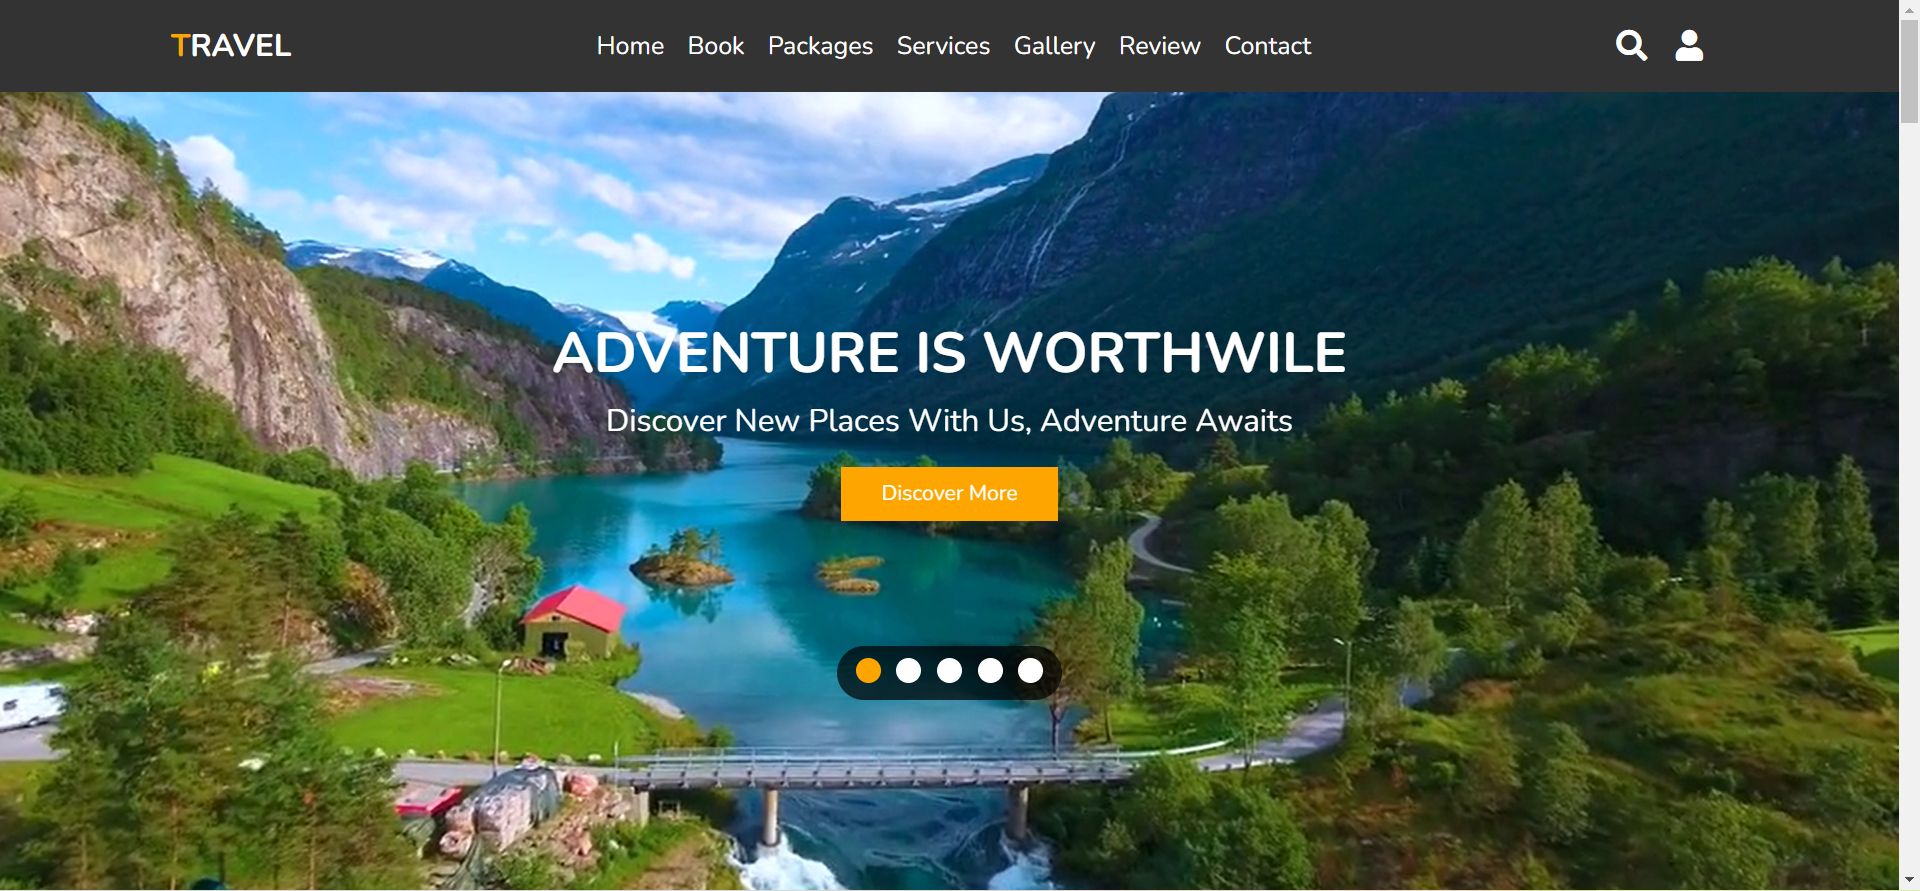 TRAVEL
Home Book Packages Services Gallery Review Contact
ADVENTURE IS WORTHWILE
Discover New Places With Us, Adventure Awaits
Discover More